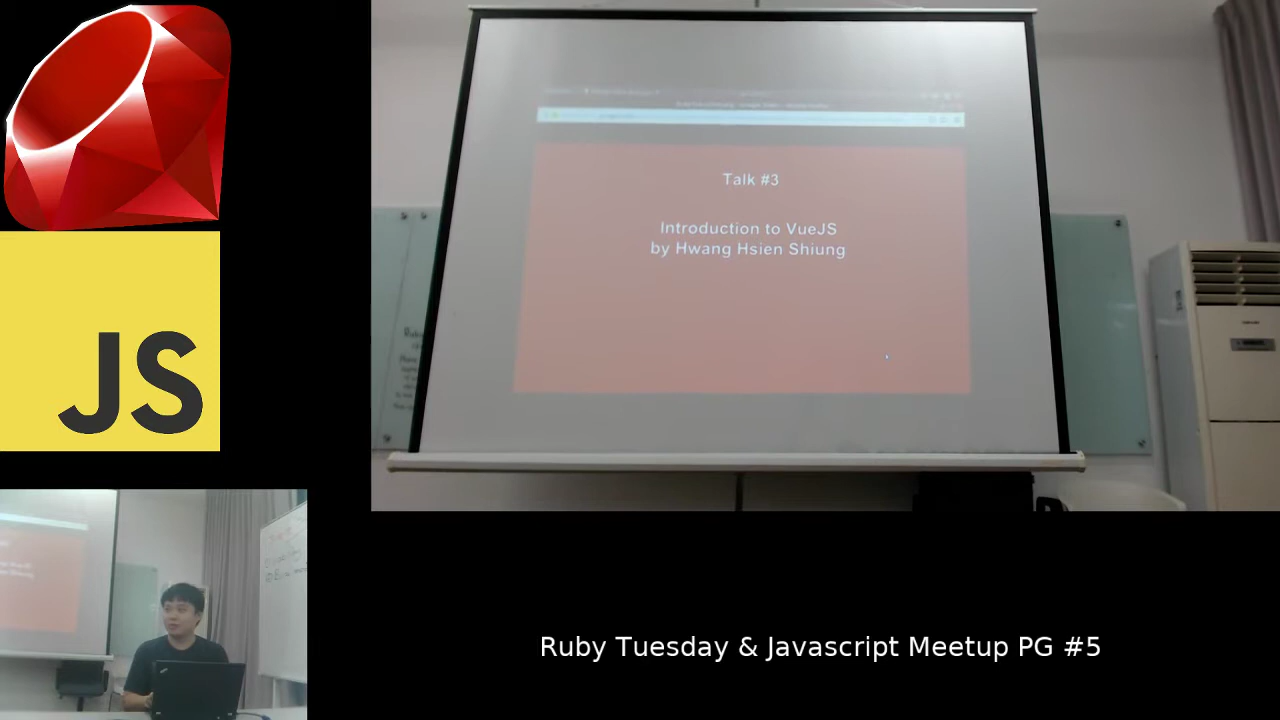 Talk #3
Introduction to VueJS
by Hwang Hsien Shiung
JS
Ruby Tuesday & Javascript Meetup PG #5